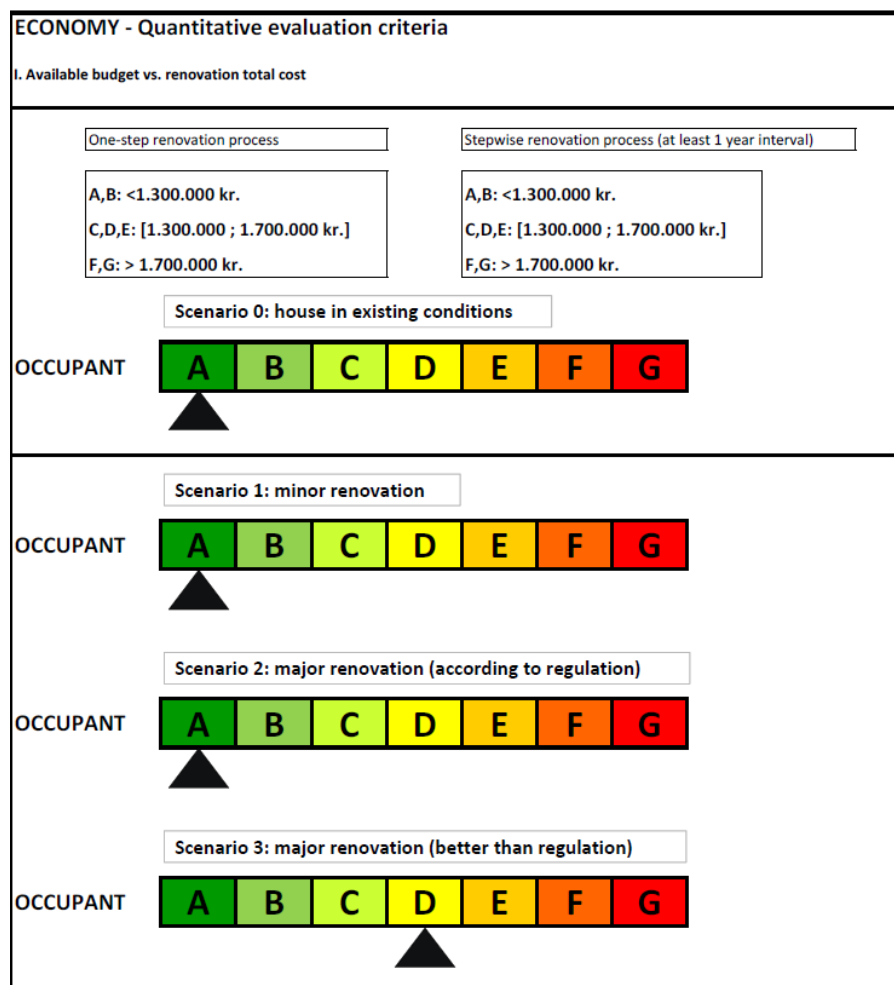 ECONOMY - Quantitative evaluation criteria
I. Available budget vs. renovation total cost
One-step renovation process
Stepwise renovation process (at least 1 year interval)
A,B: <1.300.000 kr.
C,D,E: [1.300.000 ; 1.700.000 kr.]
F,G: > 1.700.000 kr.
A,B: <1.300.000 kr.
C,D,E: [1.300.000 ; 1.700.000 kr.]
F,G: > 1.700.000 kr.
Scenario 0: house in existing conditions
OCCUPANT A B C D E F G
Scenario 1: minor renovation
OCCUPANT A B C D E F G
Scenario 2: major renovation (according to regulation)
OCCUPANT A B C D E F G
Scenario 3: major renovation (better than regulation)
OCCUPANT A B C D E F G